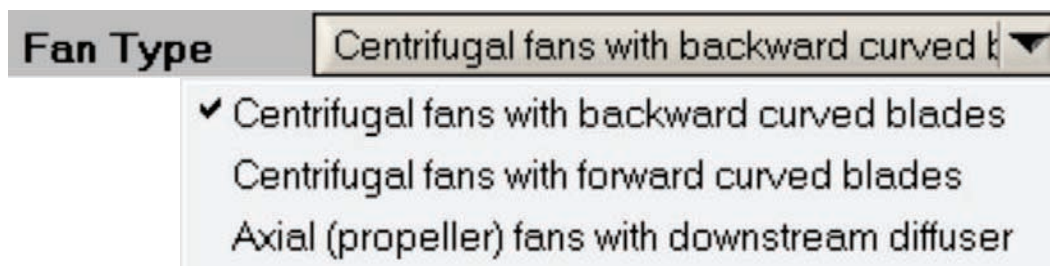 Fan Type Centrifugal fans with backward curved b
Centrifugal fans with backward curved blades
Centrifugal fans with forward curved blades
Axial (propeller) fans with downstream diffuser